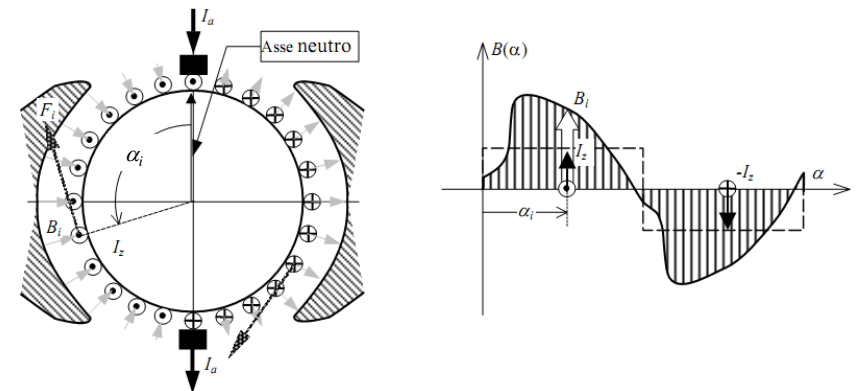 I_a
Asse neutro
F_i
α_i
B_i
I_z
I_a
B(α)
B_i
I_z
-I_z
α
α_i